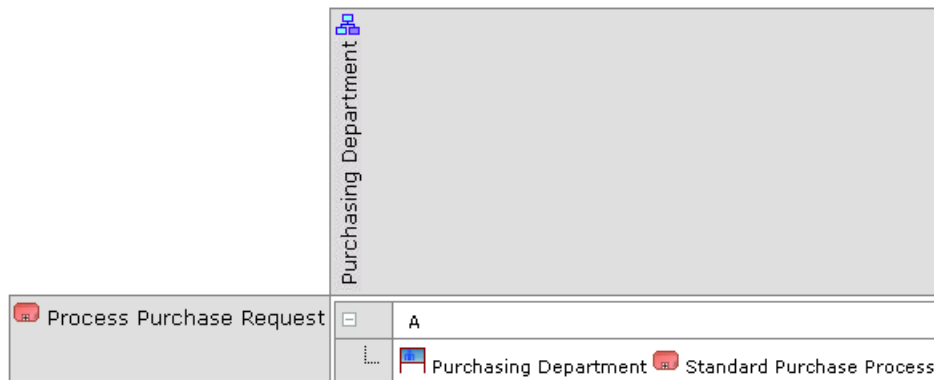 Purchasing Department
Process Purchase Request
A
Purchasing Department Standard Purchase Process